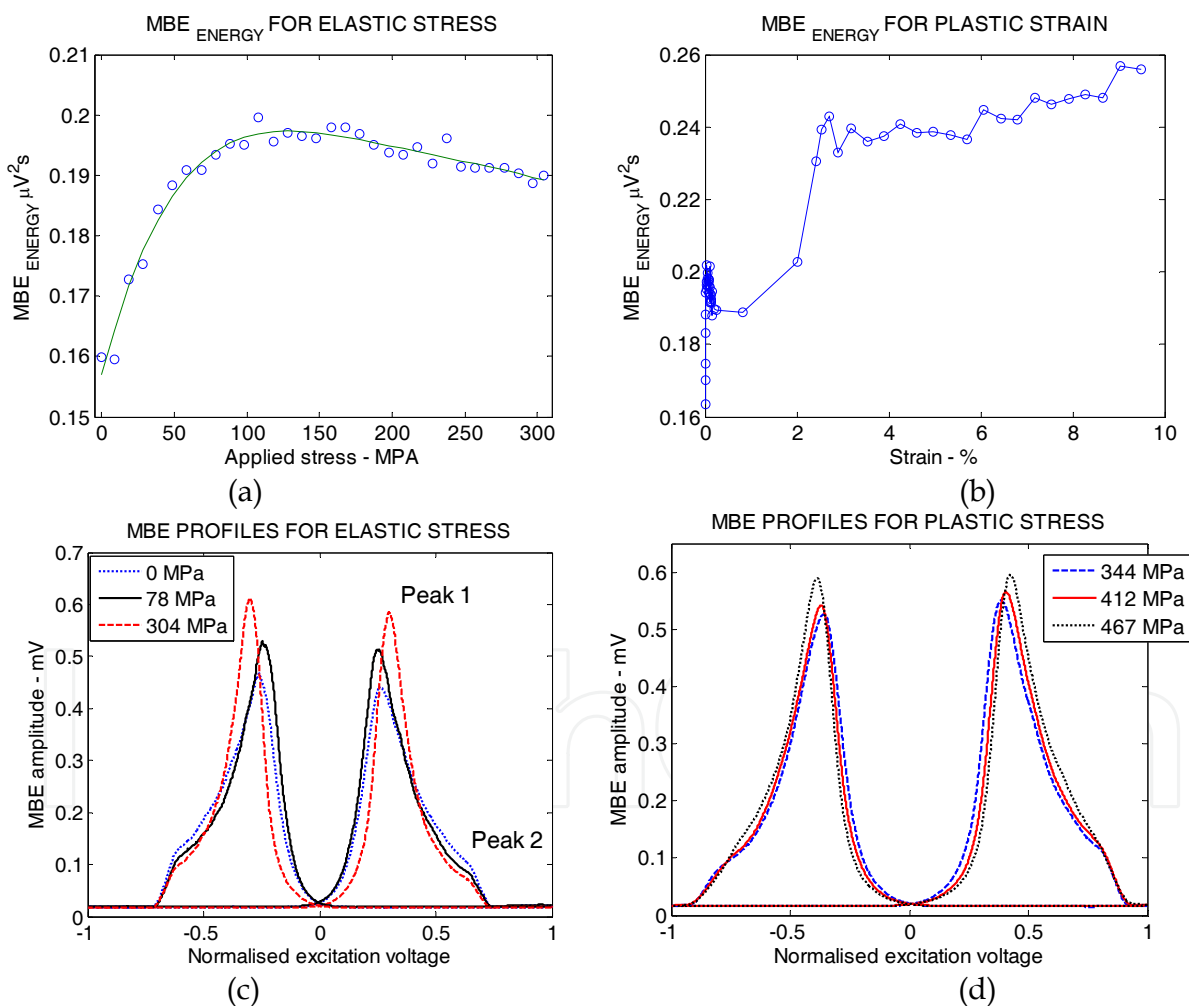 MBE ENERGY FOR ELASTIC STRESS
0.21
0.2
0.19
0.18
0.17
0.16
0.15
MBE ENERGY μV²s
0 50 100 150 200 250 300
Applied stress - MPA
(a)
MBE ENERGY FOR PLASTIC STRAIN
0.26
0.24
0.22
0.2
0.18
0.16
MBE ENERGY μV²s
0 2 4 6 8 10
Strain - %
(b)
MBE PROFILES FOR ELASTIC STRESS
0.7
0.6
0.5
0.4
0.3
0.2
0.1
0
MBE amplitude - mV
0 MPa
78 MPa
304 MPa
Peak 1
Peak 2
-1 -0.5 0 0.5 1
Normalised excitation voltage
(c)
MBE PROFILES FOR PLASTIC STRESS
0.6
0.5
0.4
0.3
0.2
0.1
0
MBE amplitude - mV
344 MPa
412 MPa
467 MPa
-1 -0.5 0 0.5 1
Normalised excitation voltage
(d)